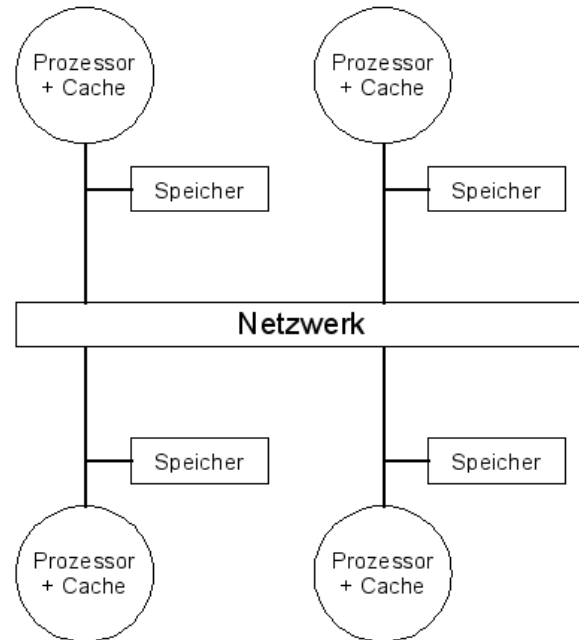 Prozessor
+ Cache
Prozessor
+ Cache
Speicher
Speicher
Netzwerk
Speicher
Speicher
Prozessor
+ Cache
Prozessor
+ Cache